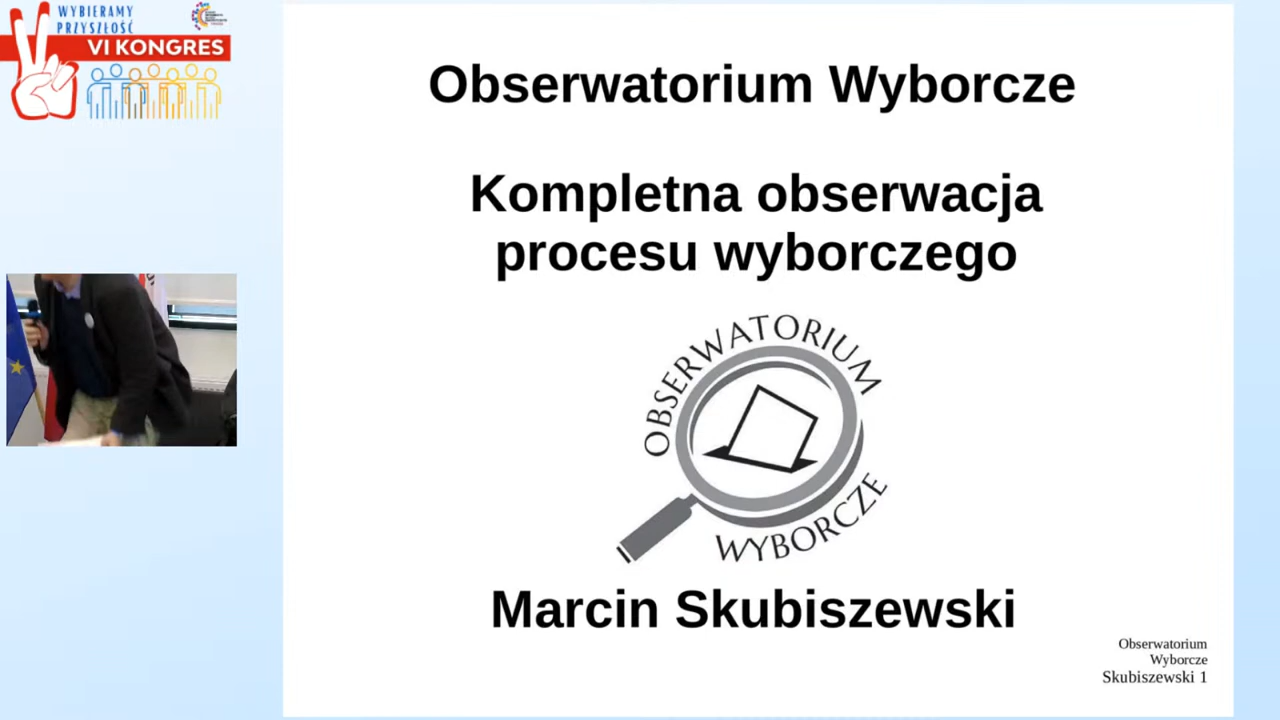 WYBIERAMY
PRZYSZŁOŚĆ
VI KONGRES
Obserwatorium Wyborcze
Kompletna obserwacja
procesu wyborczego
OBSERWATORIUM
WYBORCZE
Marcin Skubiszewski
Obserwatorium
Wyborcze
Skubiszewski 1